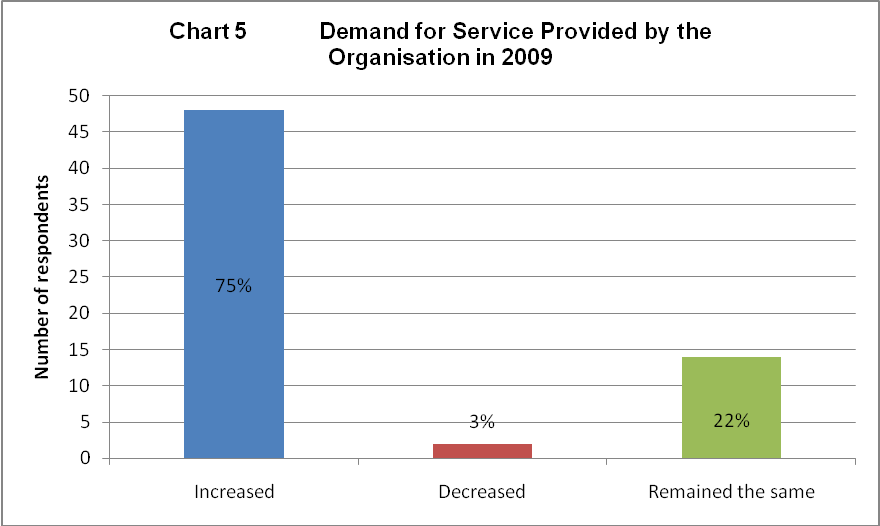 Chart 5 Demand for Service Provided by the
Organisation in 2009
Number of respondents
50
45
40
35
30
25
20
15
10
5
0
75%
3%
22%
Increased
Decreased
Remained the same